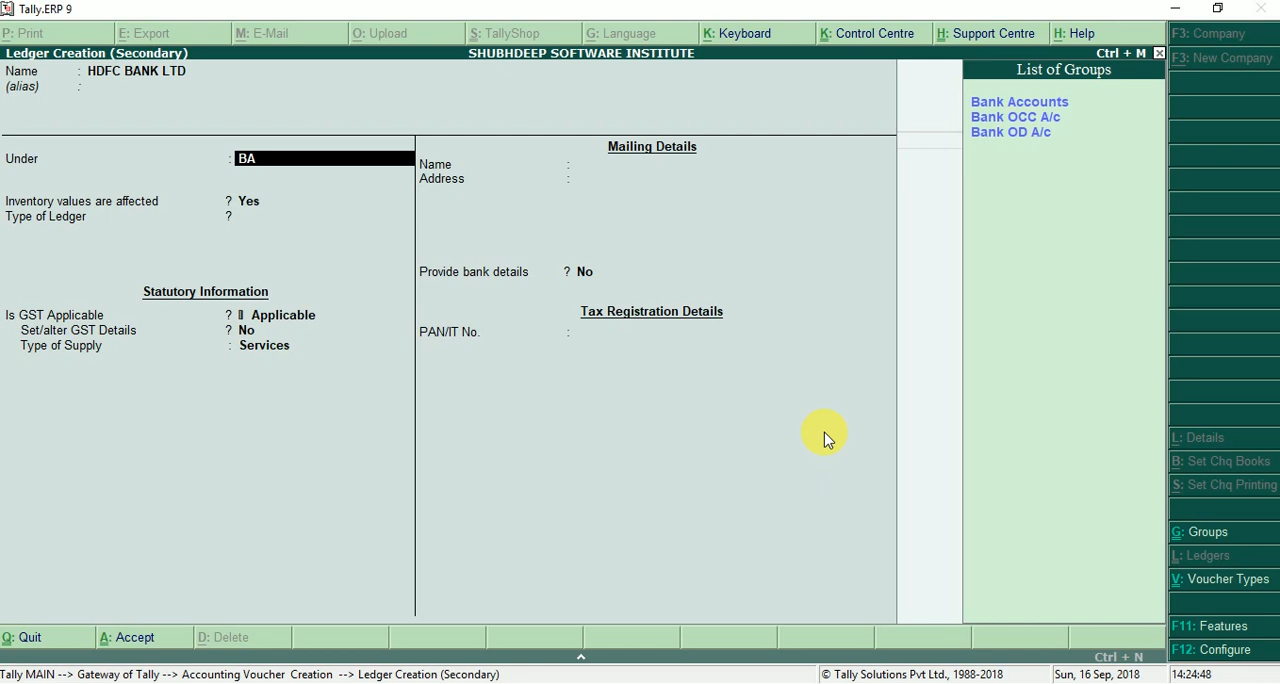 Tally.ERP 9
P: Print E: Export M: E-Mail O: Upload S: TallyShop G: Language K: Keyboard K: Control Centre H: Support Centre H: Help
F3: Company
F3: New Company
Ledger Creation (Secondary) SHUBHDEEP SOFTWARE INSTITUTE Ctrl + M
Name : HDFC BANK LTD
(alias) :
List of Groups
Bank Accounts
Bank OCC A/c
Bank OD A/c
Under : BA
Inventory values are affected ? Yes
Type of Ledger ?
Statutory Information
Is GST Applicable ? Applicable
Set/alter GST Details ? No
Type of Supply : Services
Mailing Details
Name :
Address :
Provide bank details ? No
Tax Registration Details
PAN/IT No. :
L: Details
B: Set Chq Books
S: Set Chq Printing
G: Groups
L: Ledgers
V: Voucher Types
F11: Features
F12: Configure
Q: Quit A: Accept D: Delete
Ctrl + N
Tally MAIN --> Gateway of Tally --> Accounting Voucher Creation --> Ledger Creation (Secondary) © Tally Solutions Pvt Ltd., 1988-2018 Sun, 16 Sep, 2018 14:24:48